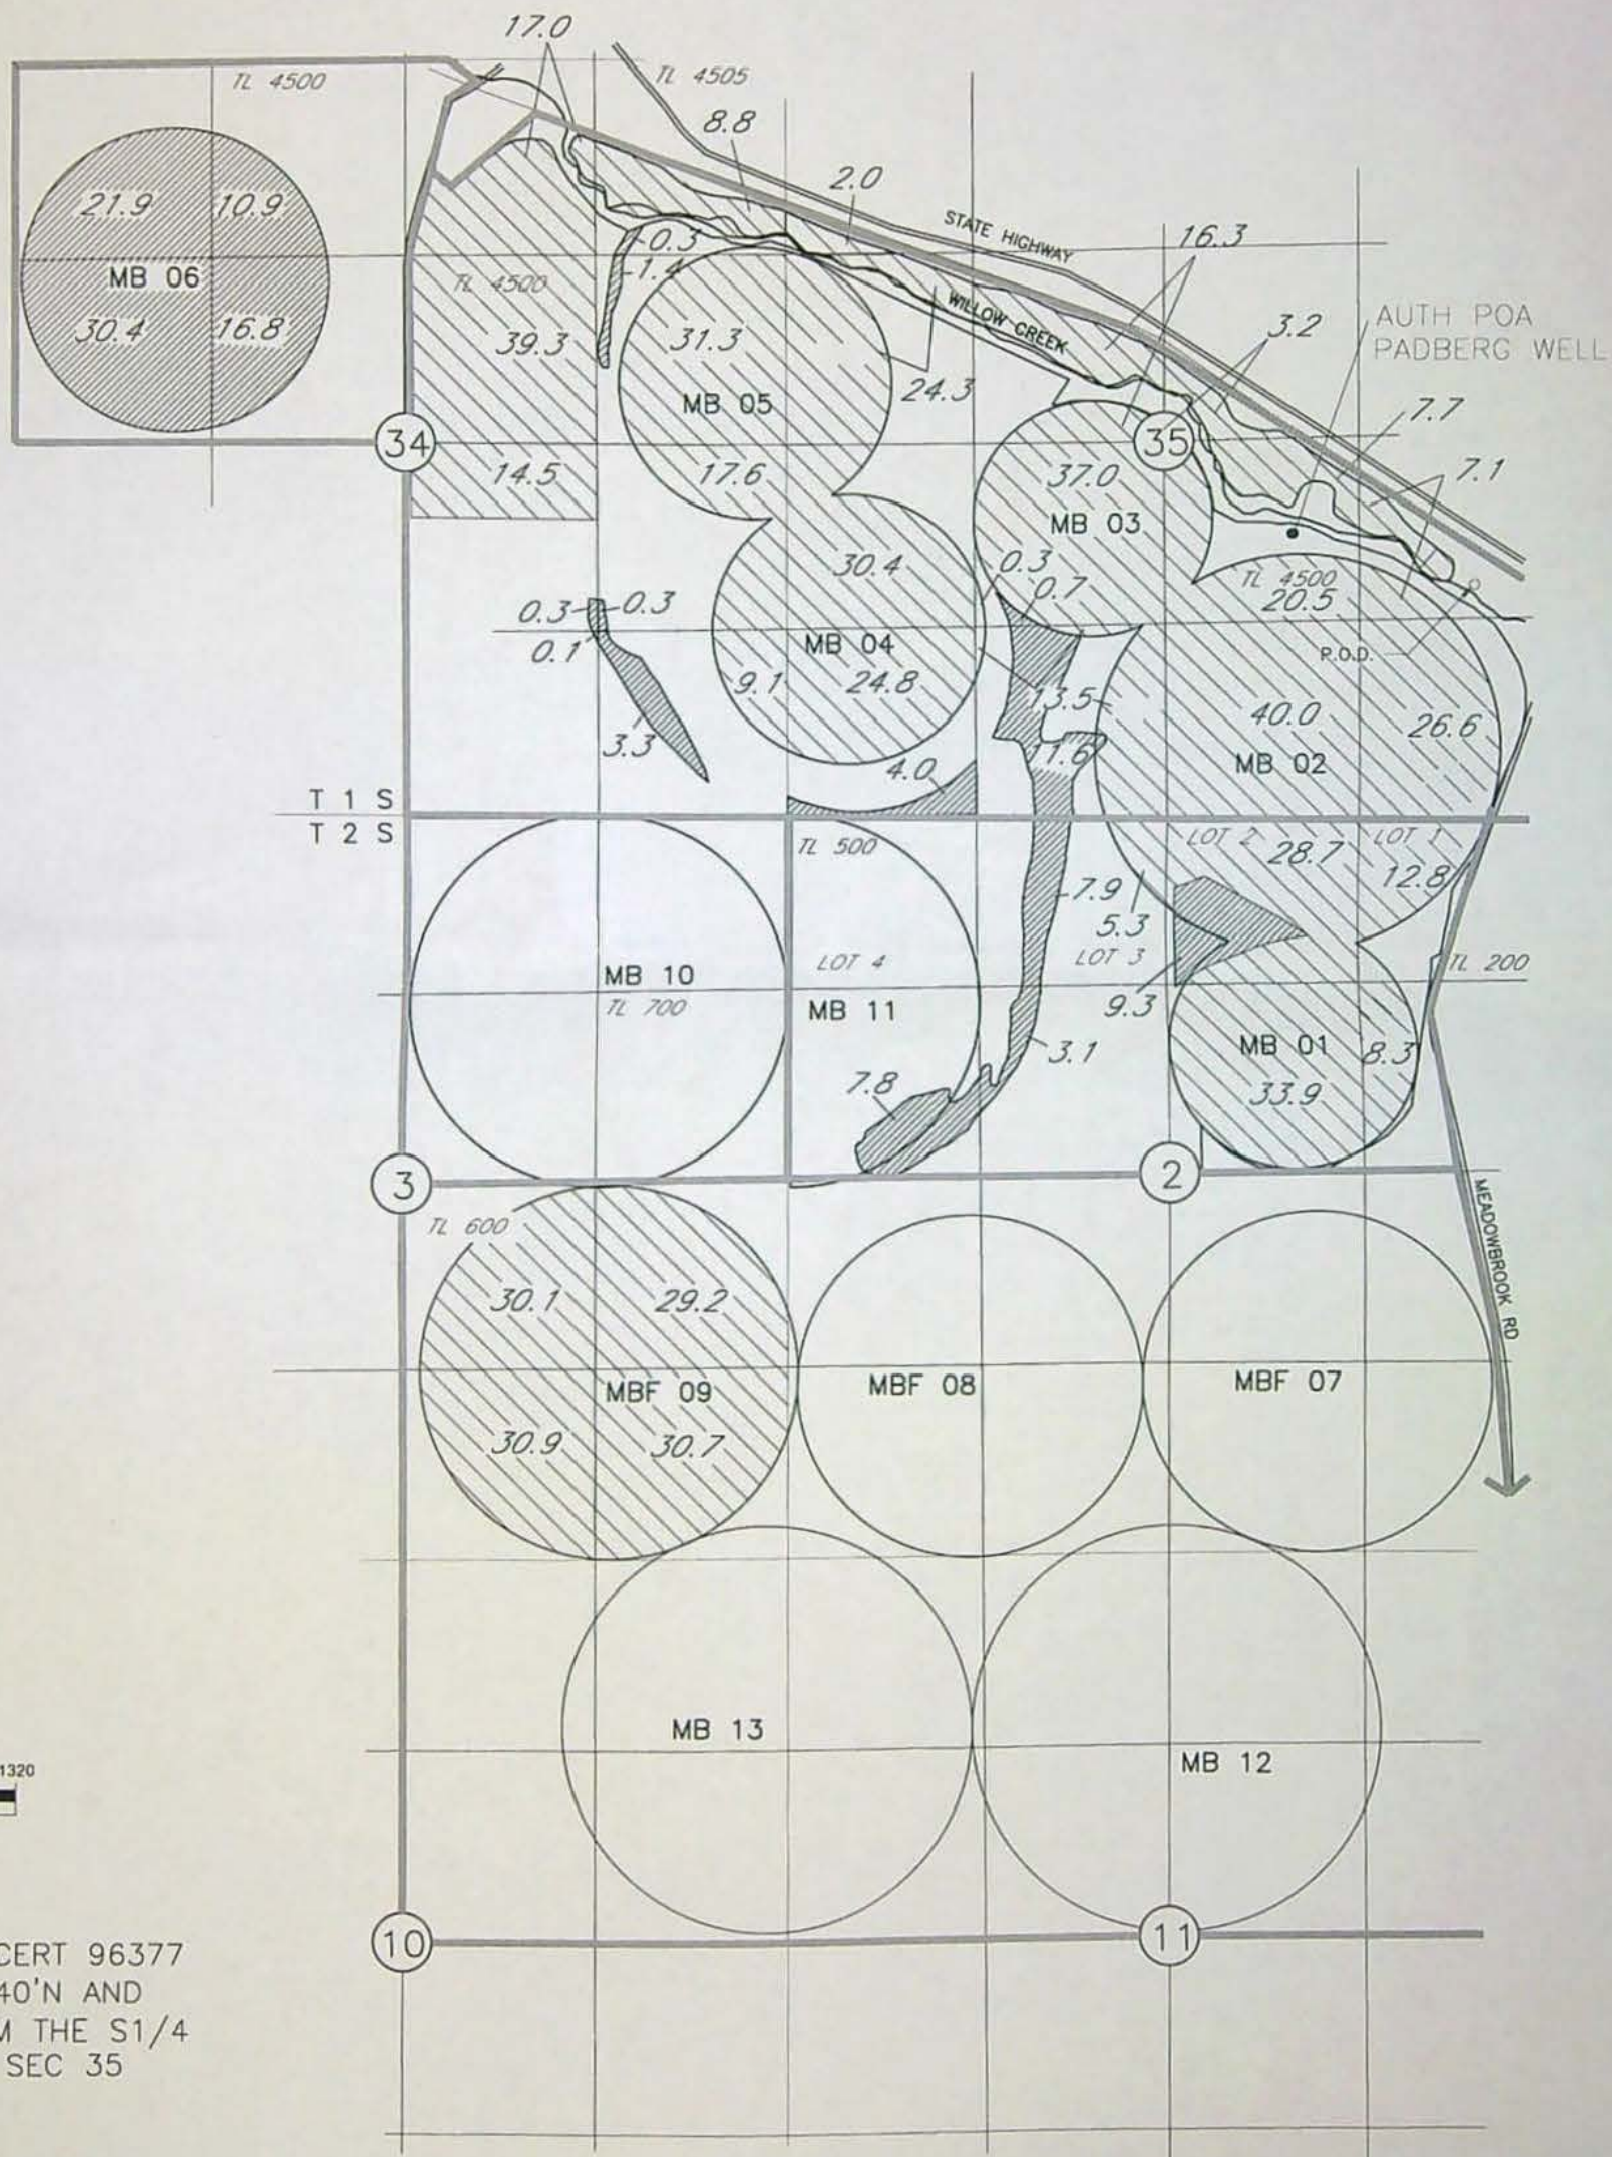 17.0
TL 4500
TL 4505
8.8
2.0
21.9
10.9
STATE HIGHWAY
16.3
0.3
MB 06
1.4
TL 4500
WILLOW CREEK
30.4
16.8
39.3
31.3
3.2
AUTH POA
PADBERG WELL
24.3
MB 05
7.7
34
35
14.5
17.6
37.0
7.1
MB 03
30.4
0.3
0.7
TL 4500
20.5
0.3
0.3
0.1
MB 04
P.O.D.
9.1
24.8
13.5
40.0
26.6
3.3
11.6
MB 02
4.0
T 1 S
T 2 S
TL 500
LOT 2
28.7
LOT 1
12.8
7.9
5.3
MB 10
LOT 4
LOT 3
TL 200
TL 700
MB 11
9.3
3.1
MB 01
8.3
7.8
33.9
3
2
TL 600
MEADOWBROOK RD
30.1
29.2
MBF 09
MBF 08
MBF 07
30.9
30.7
MB 13
MB 12
1320
10
11
CERT 96377
40'N AND
M THE S1/4
SEC 35